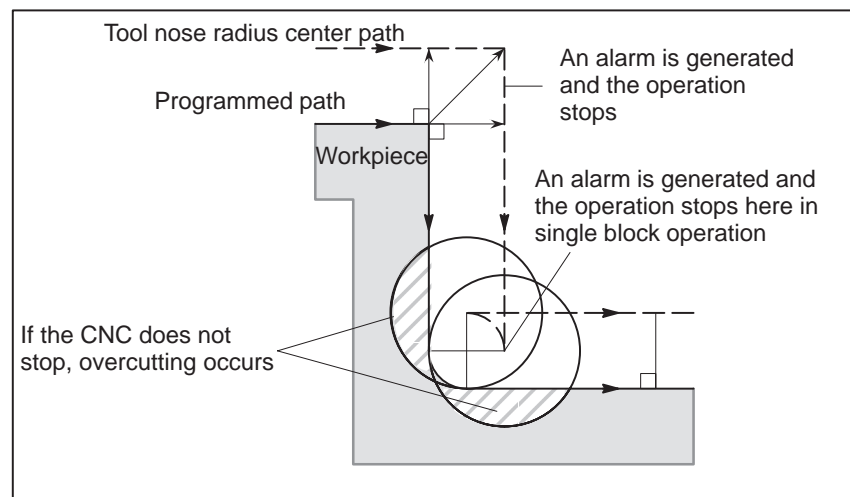 Tool nose radius center path
An alarm is generated
and the operation
stops
Programmed path
Workpiece
An alarm is generated and
the operation stops here in
single block operation
If the CNC does not
stop, overcutting occurs